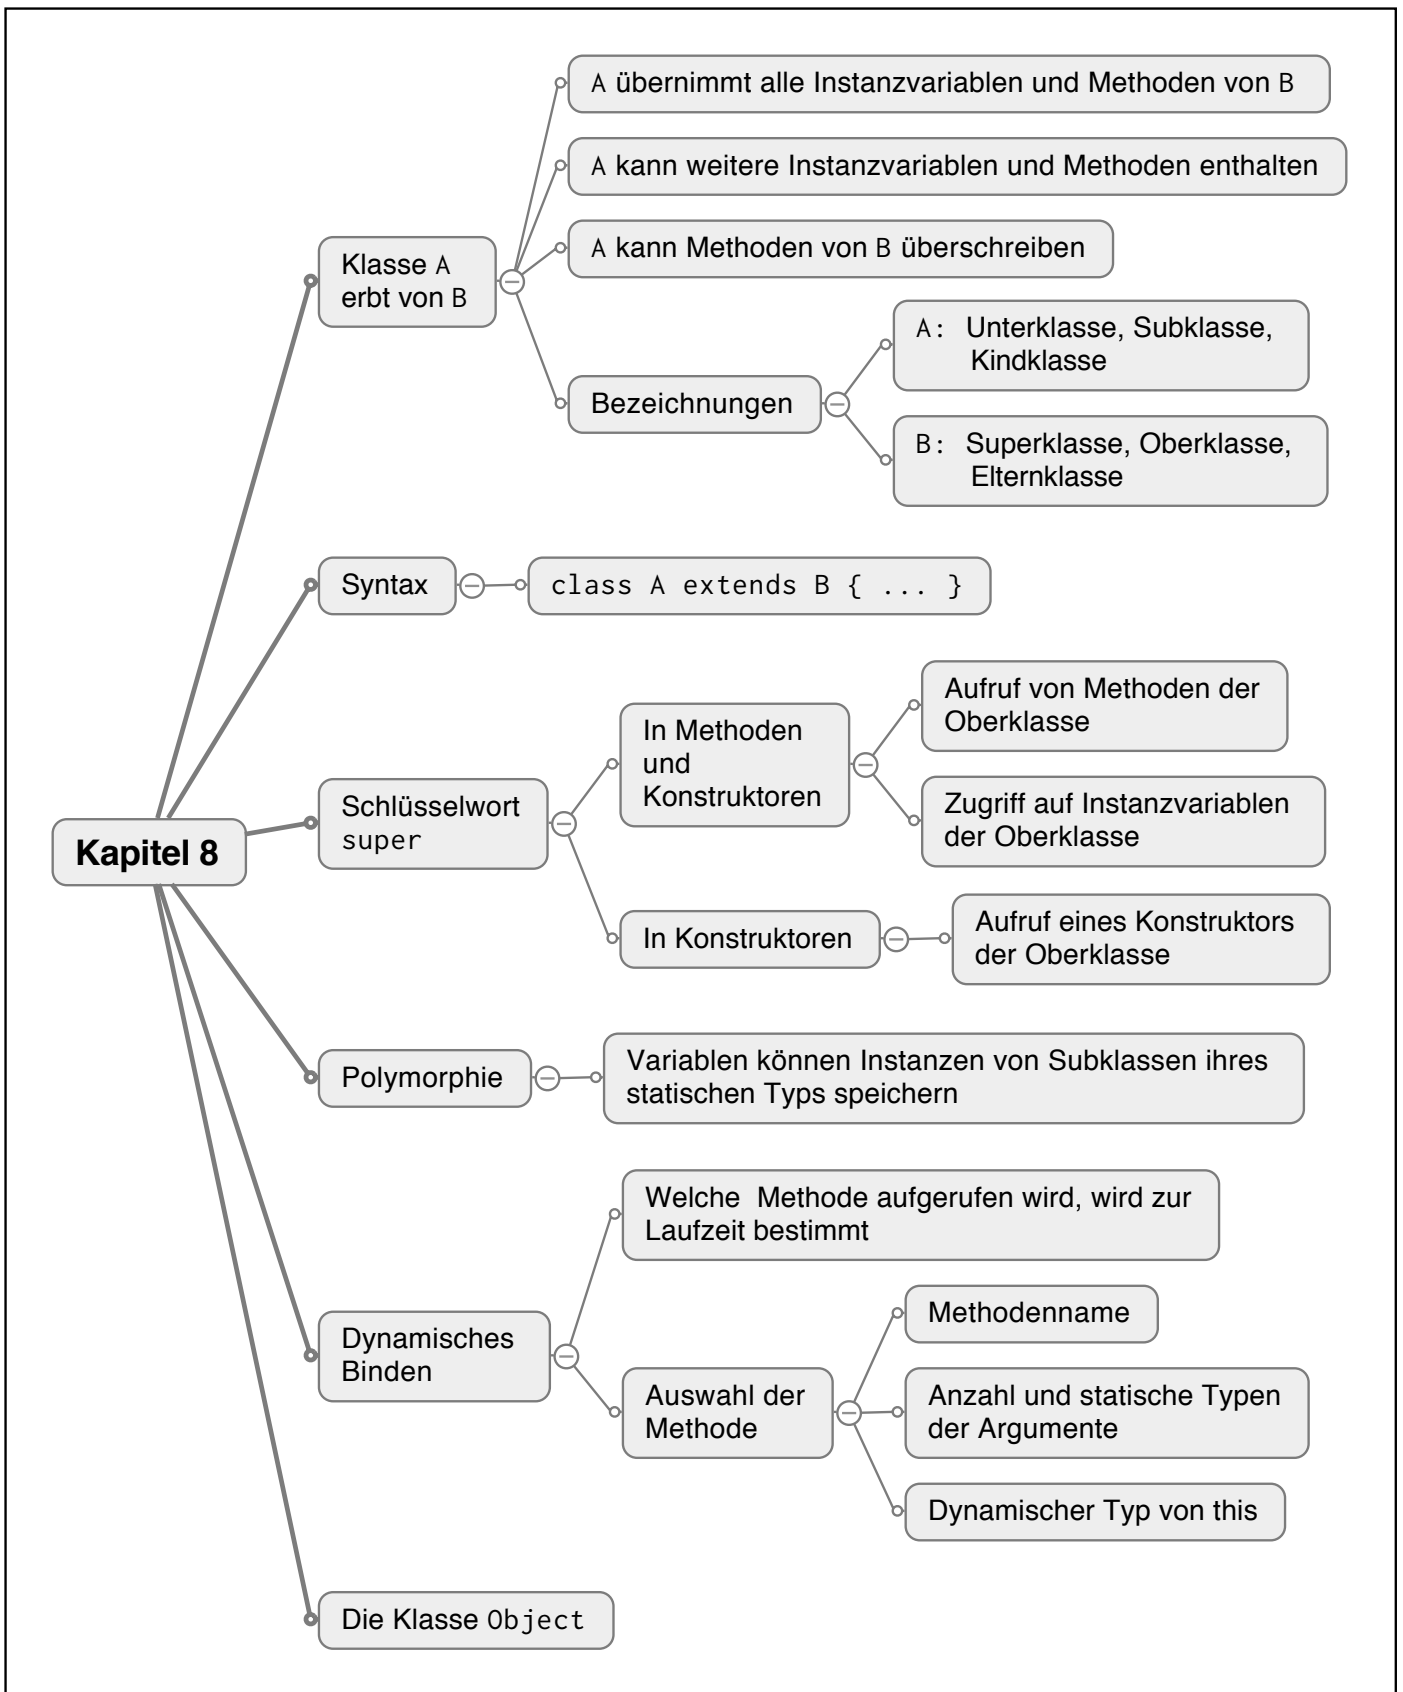 A übernimmt alle Instanzvariablen und Methoden von B
A kann weitere Instanzvariablen und Methoden enthalten
A kann Methoden von B überschreiben
Klasse A
erbt von B
A: Unterklasse, Subklasse,
Kindklasse
Bezeichnungen
B: Superklasse, Oberklasse,
Elternklasse
Syntax
class A extends B { ... }
Aufruf von Methoden der
Oberklasse
In Methoden
und
Konstruktoren
Zugriff auf Instanzvariablen
der Oberklasse
Schlüsselwort
super
Kapitel 8
In Konstruktoren
Aufruf eines Konstruktors
der Oberklasse
Polymorphie
Variablen können Instanzen von Subklassen ihres
statischen Typs speichern
Welche  Methode aufgerufen wird, wird zur
Laufzeit bestimmt
Dynamisches
Binden
Methodenname
Auswahl der
Methode
Anzahl und statische Typen
der Argumente
Dynamischer Typ von this
Die Klasse Object